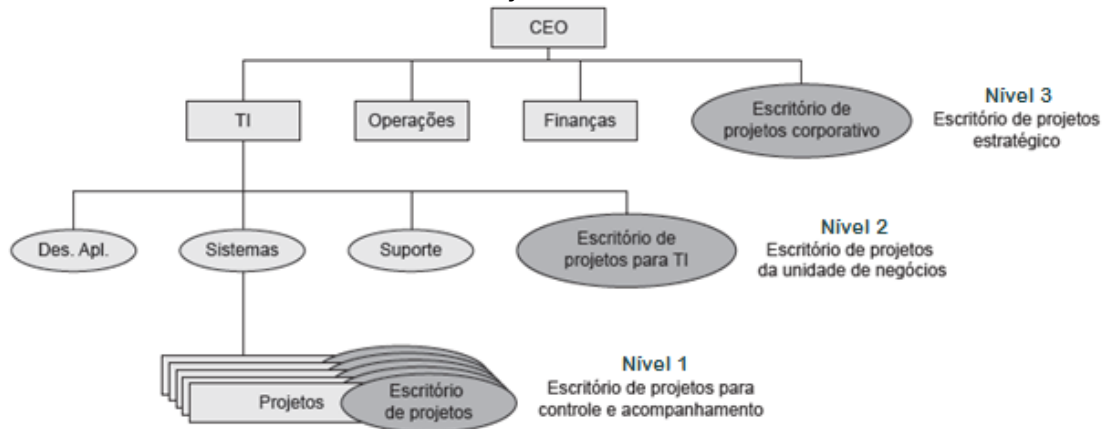 CEO
TI
Operações
Finanças
Escritório de
projetos corporativo
Nível 3
Escritório de projetos
estratégico
Des. Apl.
Sistemas
Suporte
Escritório de
projetos para TI
Nível 2
Escritório de projetos
da unidade de negócios
Projetos
Escritório
de projetos
Nível 1
Escritório de projetos para
controle e acompanhamento